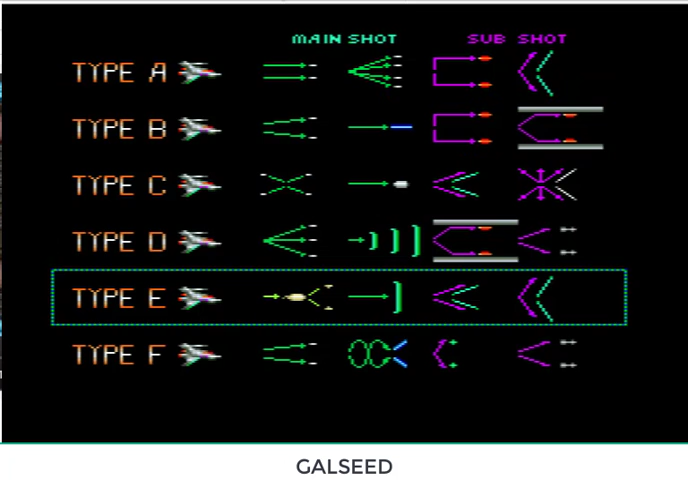 MAIN SHOT SUB SHOT
TYPE A
TYPE B
TYPE C
TYPE D
TYPE E
TYPE F
GALSEED